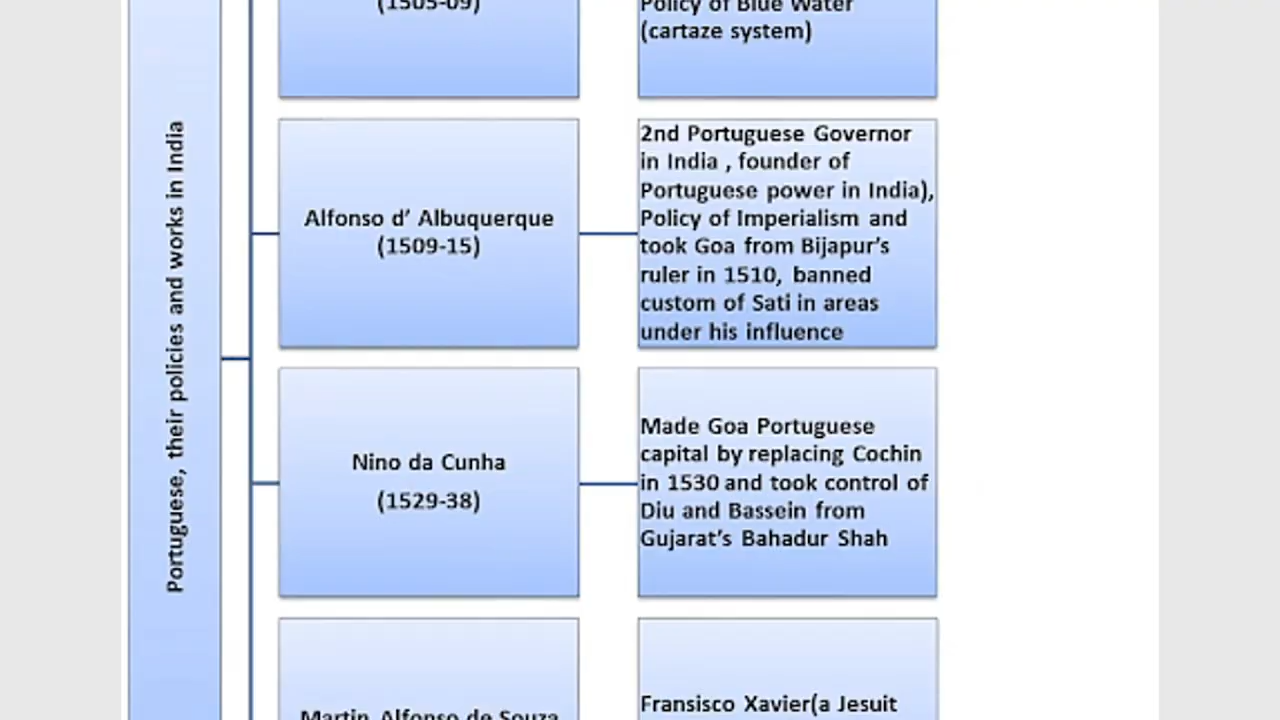 Portuguese, their policies and works in India
(1505-09)
Policy of Blue Water
(cartaze system)
Alfonso d’ Albuquerque
(1509-15)
2nd Portuguese Governor
in India , founder of
Portuguese power in India),
Policy of Imperialism and
took Goa from Bijapur’s
ruler in 1510, banned
custom of Sati in areas
under his influence
Nino da Cunha
(1529-38)
Made Goa Portuguese
capital by replacing Cochin
in 1530 and took control of
Diu and Bassein from
Gujarat’s Bahadur Shah
Martin Alfonso de Souza
Fransisco Xavier(a Jesuit